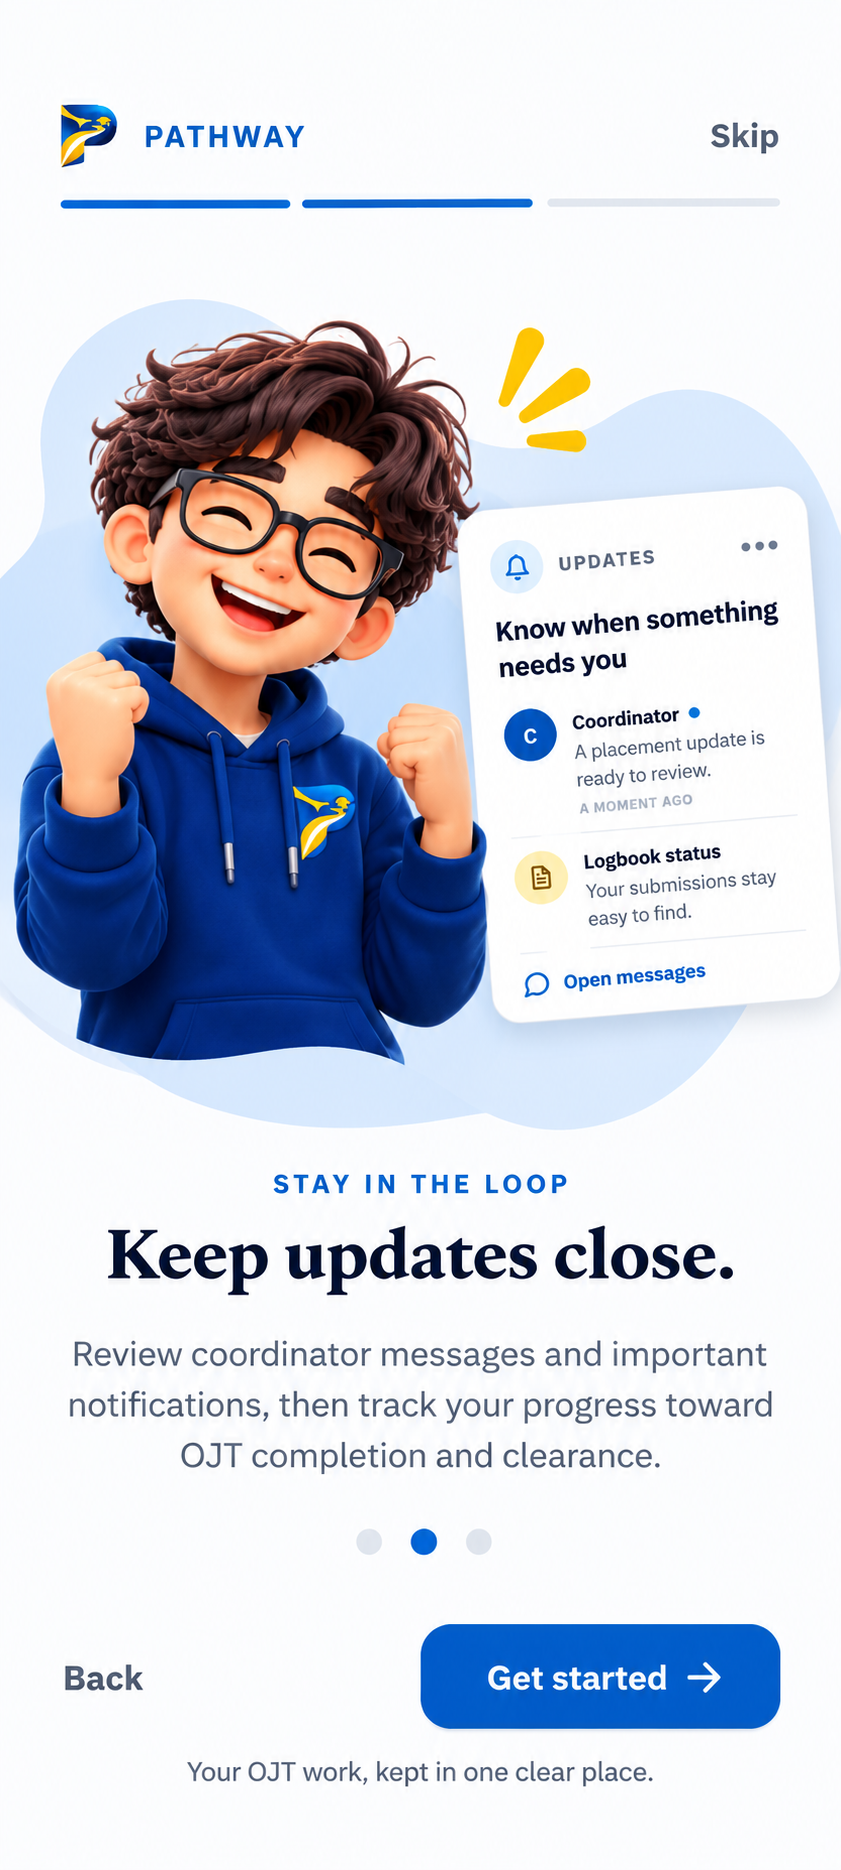 PATHWAY
Skip
UPDATES
Know when something
needs you
C
Coordinator
A placement update is
ready to review.
A MOMENT AGO
Logbook status
Your submissions stay
easy to find.
Open messages
STAY IN THE LOOP
Keep updates close.
Review coordinator messages and important
notifications, then track your progress toward
OJT completion and clearance.
Back
Get started →
Your OJT work, kept in one clear place.